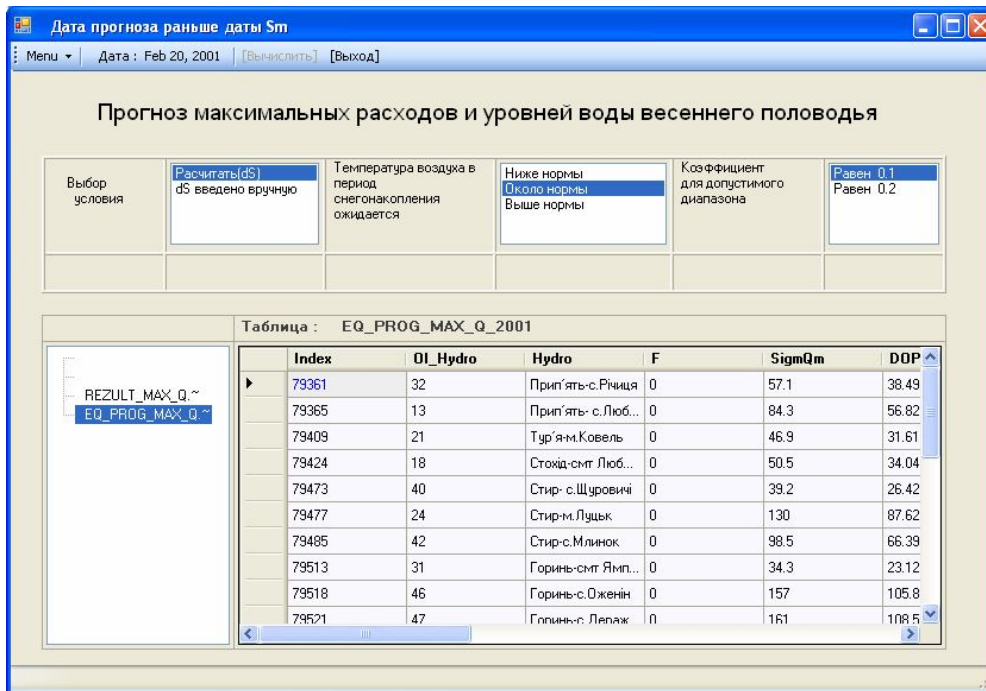 Дата прогноза раньше даты Sm
Menu Дата : Feb 20, 2001 [Вычислить] [Выход]
Прогноз максимальных расходов и уровней воды весеннего половодья
Выбор условия
Расчитать(dS)
dS введено вручную
Температура воздуха в
период
снегонакопления
ожидается
Ниже нормы
Около нормы
Выше нормы
Коэффициент
для допустимого
диапазона
Равен 0.1
Равен 0.2
Таблица : EQ_PROG_MAX_Q_2001
REZULT_MAX_Q.~
EQ_PROG_MAX_Q.~
Index OI_Hydro Hydro F SigmQm DOP
79361 32 Прип´ять-с.Річиця 0 57.1 38.49
79365 13 Прип´ять- с.Люб... 0 84.3 56.82
79409 21 Тур´я-м.Ковель 0 46.9 31.61
79424 18 Стохід-смт Люб... 0 50.5 34.04
79473 40 Стир- с.Щуровичі 0 39.2 26.42
79477 24 Стир-м.Луцьк 0 130 87.62
79485 42 Стир-с.Млинок 0 98.5 66.39
79513 31 Горинь-смт Ямп... 0 34.3 23.12
79518 46 Горинь-с.Оженін 0 157 105.8
79521 47 Горинь-с.Деражн 0 161 108.5